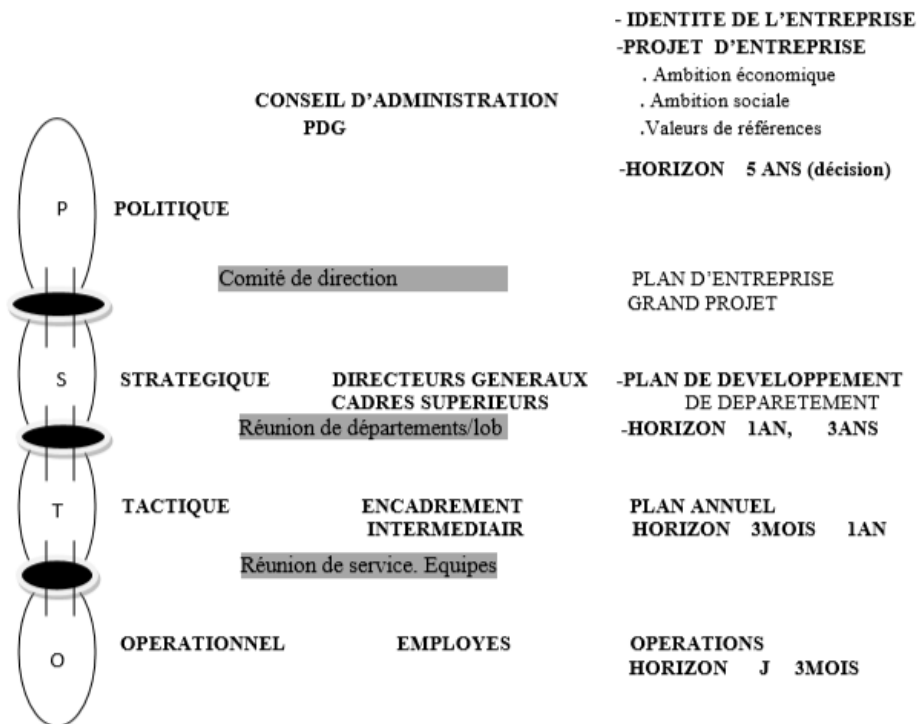 - IDENTITE DE L'ENTREPRISE
-PROJET D'ENTREPRISE
. Ambition économique
CONSEIL D'ADMINISTRATION . Ambition sociale
PDG .Valeurs de références
-HORIZON 5 ANS (décision)
P POLITIQUE
Comité de direction PLAN D'ENTREPRISE
GRAND PROJET
S STRATEGIQUE DIRECTEURS GENERAUX -PLAN DE DEVELOPPEMENT
CADRES SUPERIEURS DE DEPARETEMENT
Réunion de départements/lob -HORIZON 1AN, 3ANS
T TACTIQUE ENCADREMENT PLAN ANNUEL
INTERMEDIAIR HORIZON 3MOIS 1AN
Réunion de service. Equipes
O OPERATIONNEL EMPLOYES OPERATIONS
HORIZON J 3MOIS